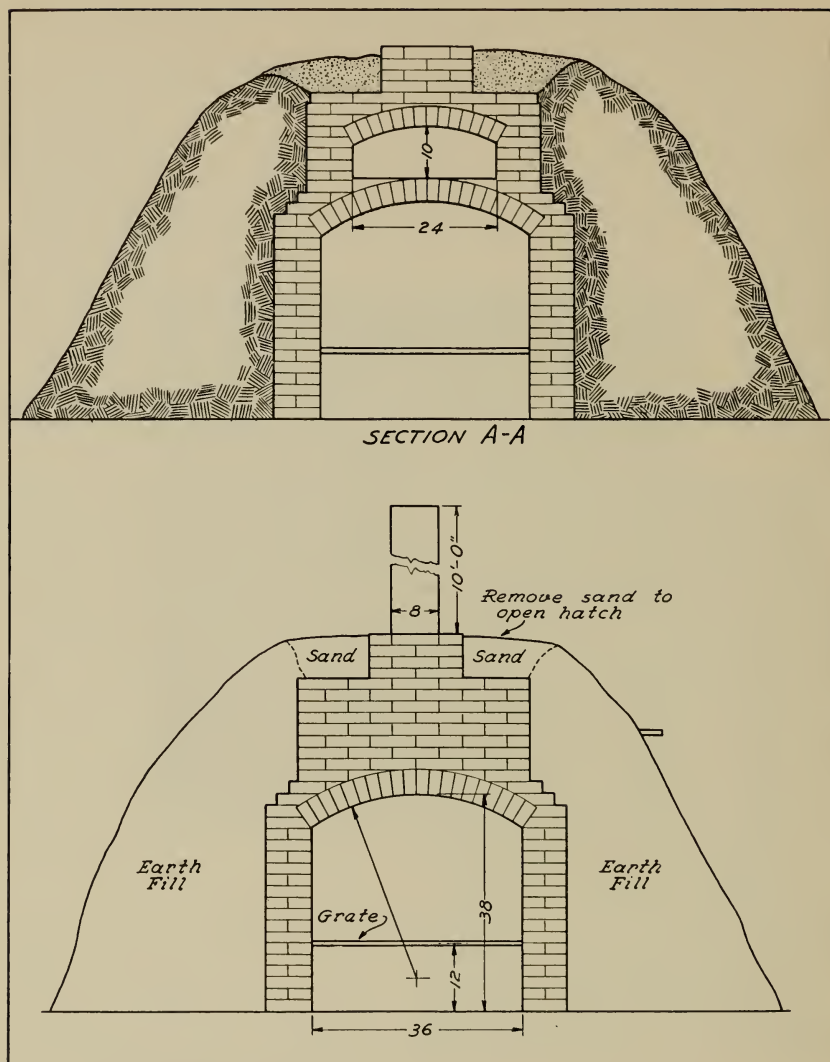 10
24
SECTION A-A
10'-0"
8
Remove sand to
open hatch
Sand
Sand
Earth
Fill
Earth
Fill
Grate
38
12
36